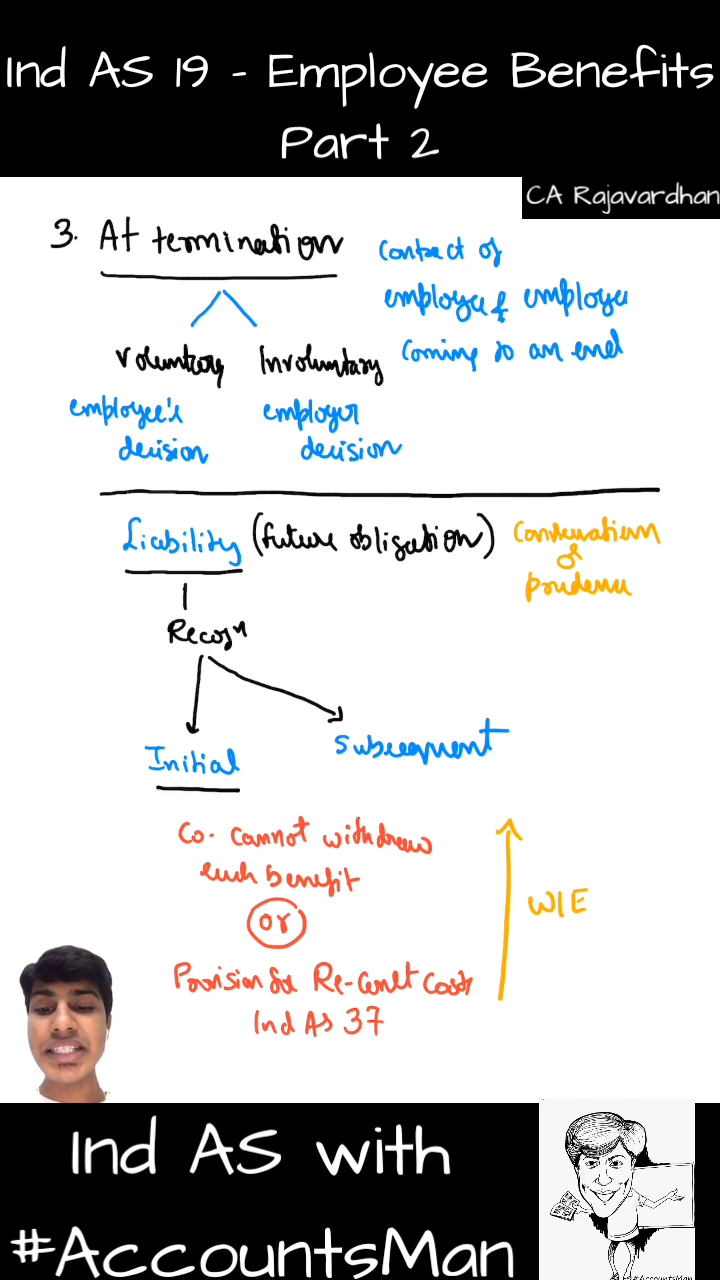 Ind AS 19 - Employee Benefits
Part 2
CA Rajavardhan
3. At termination
Contract of
employee & employer
coming to an end
Voluntary Involuntary
employee's employer
decision decision
Liability (future obligation) Conservatism
or
prudence
Recogn
Initial Subsequent
Co. cannot withdraw
such benefit
or
W I E
Provision for Re-const Costs
Ind As 37
Ind AS with
#AccountsMan
#AccountsMan